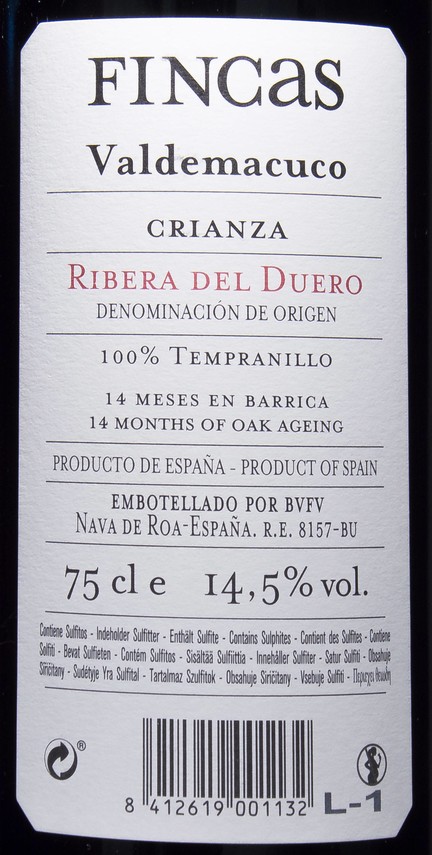 FINCas
Valdemacuco
CRIANZA
RIBERA DEL DUERO
DENOMINACIÓN DE ORIGEN
100% TEMPRANILLO
14 MESES EN BARRICA
14 MONTHS OF OAK AGEING
PRODUCTO DE ESPAÑA - PRODUCT OF SPAIN
EMBOTELLADO POR BVFV
NAVA DE ROA-ESPAÑA. R.E. 8157-BU
75 cl e 14,5% vol.
Contiene Sulfitos - Indeholder Sulfitter - Enthält Sulfite - Contains Sulphites - Contient des Sulfites - Contiene
Solfiti - Bevat Sulfieten - Contém Sulfitos - Sisältää Sulfiittia - Innehåller Sulfiter - Satur Sulfiti - Obsahuje
Siričitany - Sudėtyje Yra Sulfitai - Tartalmaz Szulfitok - Obsahuje Siričitany - Vsebuje Sulfiti -
®
8 412619 001132 L-1